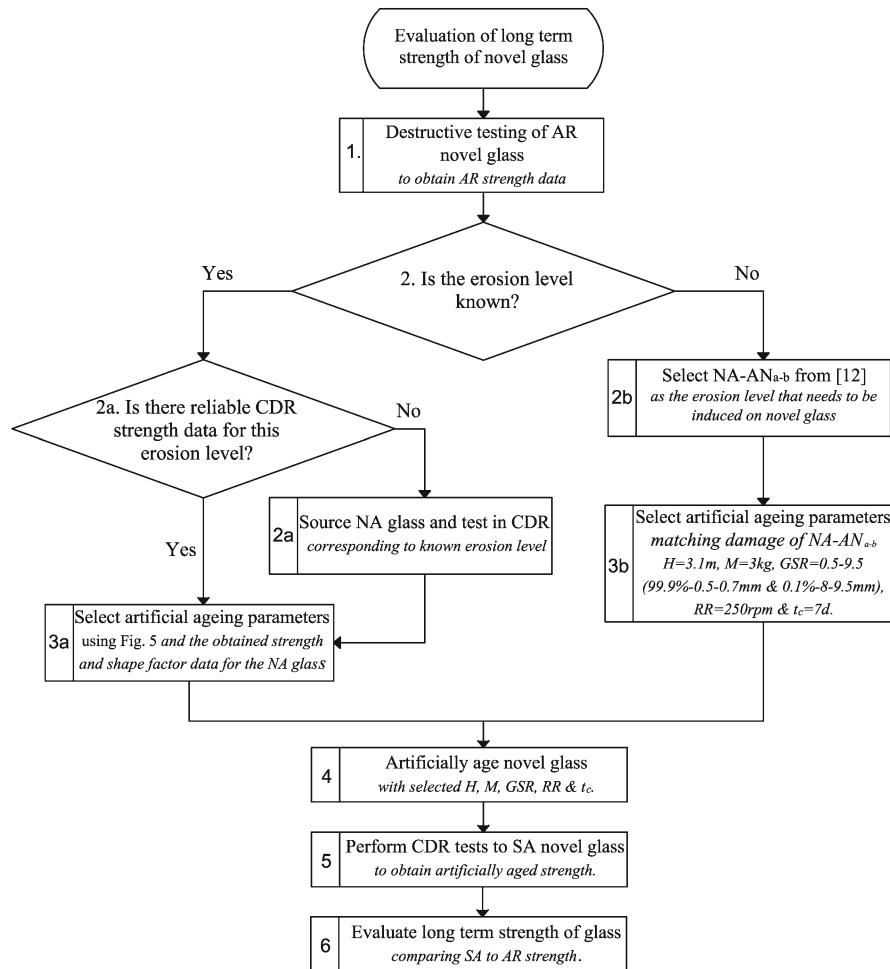 Evaluation of long term
strength of novel glass
1.
Destructive testing of AR
novel glass
to obtain AR strength data
Yes
No
2. Is the erosion level
known?
2a. Is there reliable CDR
strength data for this
erosion level?
No
Yes
2b
Select NA-ANa-b from [12]
as the erosion level that needs to be
induced on novel glass
2a
Source NA glass and test in CDR
corresponding to known erosion level
3b
Select artificial ageing parameters
matching damage of NA-ANa-b
H=3.1m, M=3kg, GSR=0.5-9.5
(99.9%-0.5-0.7mm & 0.1%-8-9.5mm),
RR=250rpm & tc=7d.
3a
Select artificial ageing parameters
using Fig. 5 and the obtained strength
and shape factor data for the NA glass
4
Artificially age novel glass
with selected H, M, GSR, RR & tc.
5
Perform CDR tests to SA novel glass
to obtain artificially aged strength.
6
Evaluate long term strength of glass
comparing SA to AR strength.